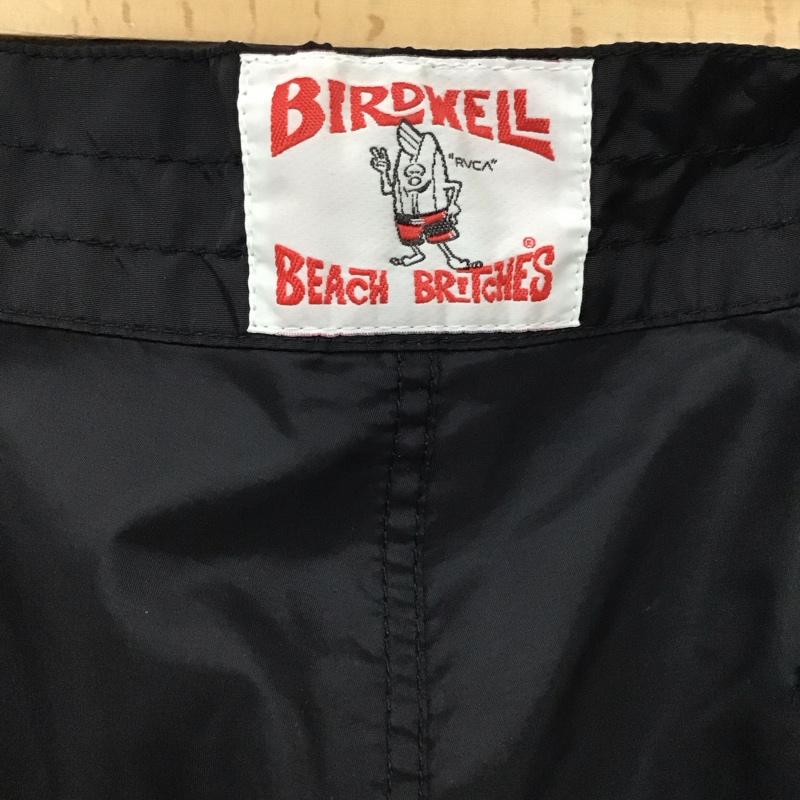 BIRDWELL
"RVCA"
®
BEACH BRITCHES